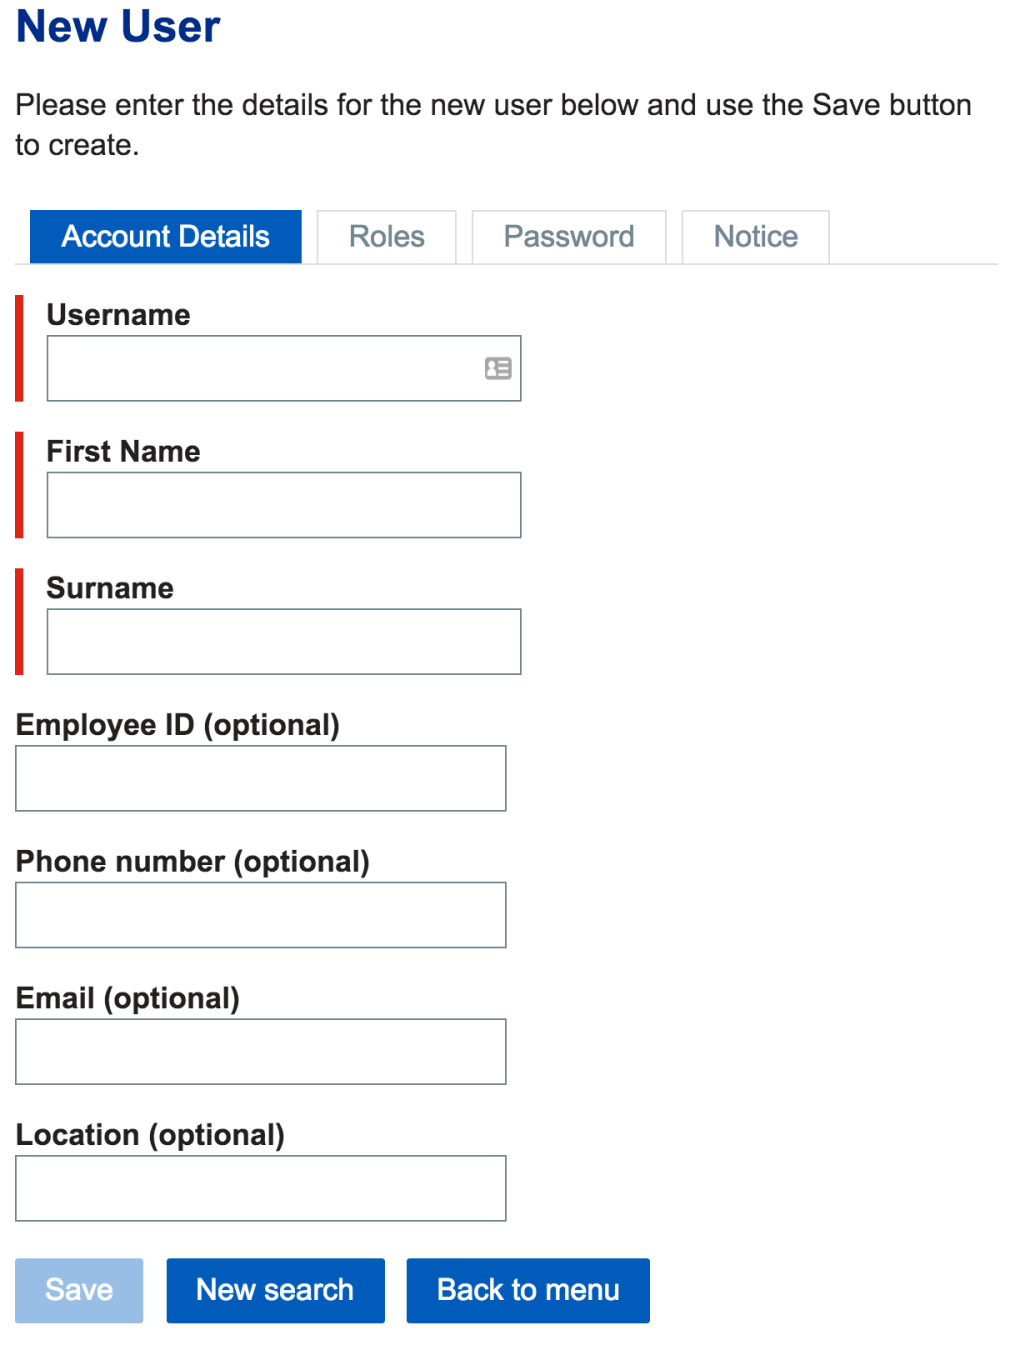 New User
Please enter the details for the new user below and use the Save button
to create.
Account Details Roles Password Notice
Username
First Name
Surname
Employee ID (optional)
Phone number (optional)
Email (optional)
Location (optional)
Save New search Back to menu